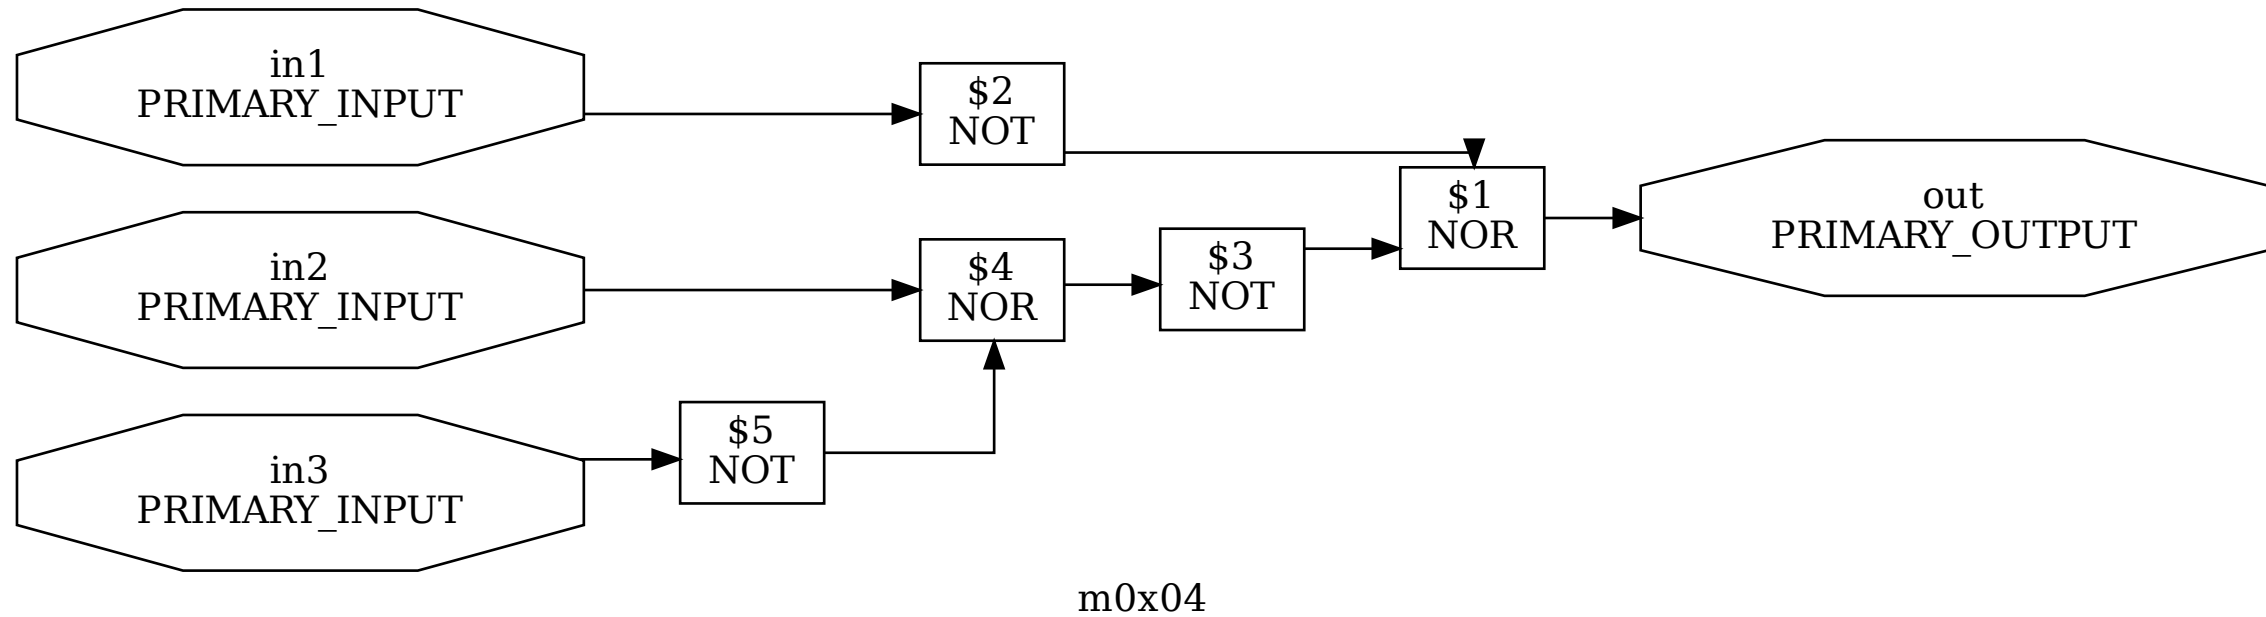 in1
PRIMARY_INPUT
$2
NOT
$1
NOR
out
PRIMARY_OUTPUT
in2
PRIMARY_INPUT
$4
NOR
$3
NOT
in3
PRIMARY_INPUT
$5
NOT
m0x04